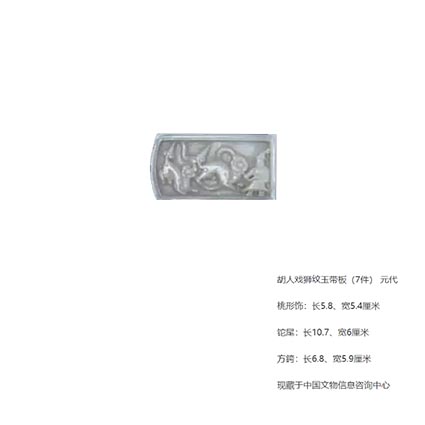 胡人戏狮纹玉带板（7件） 元代
桃形饰：长5.8、宽5.4厘米
铊尾：长10.7、宽6厘米
方銙：长6.8、宽5.9厘米
现藏于中国文物信息咨询中心